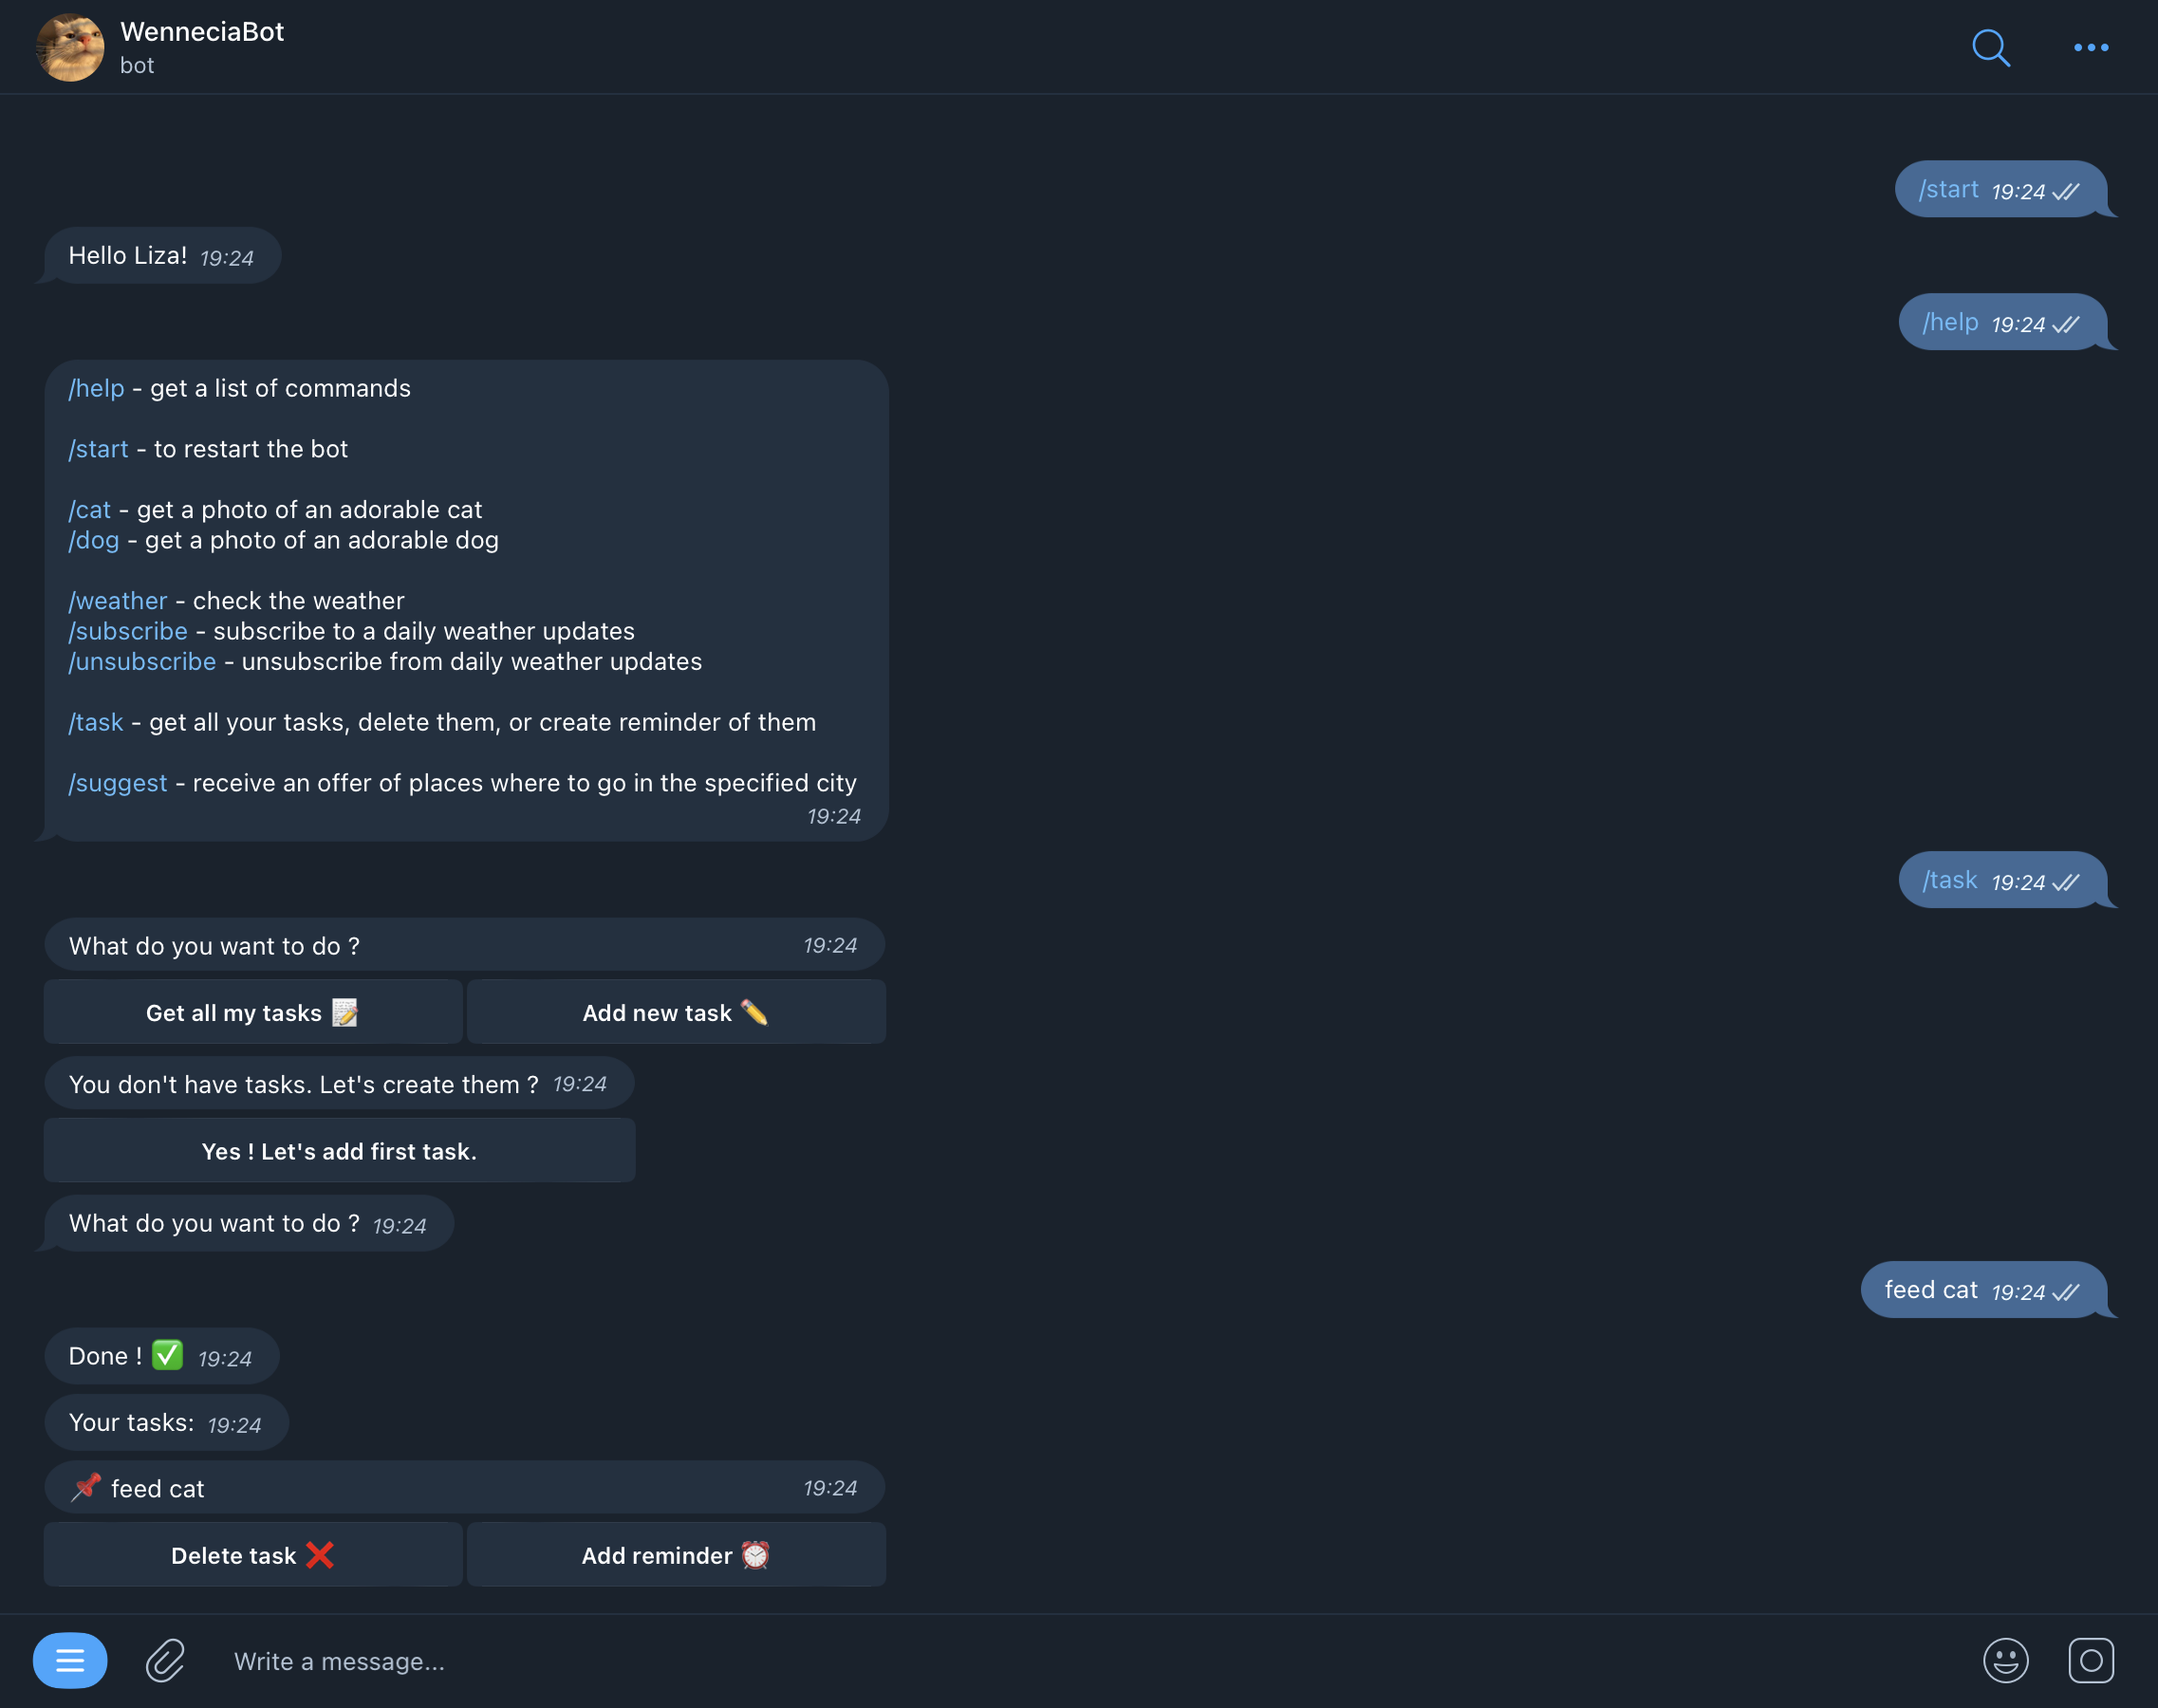 WenneciaBot
bot
/start 19:24
Hello Liza! 19:24
/help 19:24
/help - get a list of commands
/start - to restart the bot
/cat - get a photo of an adorable cat
/dog - get a photo of an adorable dog
/weather - check the weather
/subscribe - subscribe to a daily weather updates
/unsubscribe - unsubscribe from daily weather updates
/task - get all your tasks, delete them, or create reminder of them
/suggest - receive an offer of places where to go in the specified city
19:24
/task 19:24
What do you want to do ? 19:24
Get all my tasks 📝 Add new task ✏️
You don't have tasks. Let's create them ? 19:24
Yes ! Let's add first task.
What do you want to do ? 19:24
feed cat 19:24
Done ! ✅ 19:24
Your tasks: 19:24
📌 feed cat 19:24
Delete task ❌ Add reminder ⏰
Write a message...